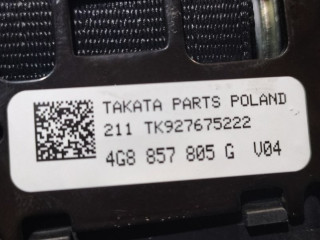 TAKATA PARTS POLAND
211 TK927675222
4G8 857 805 G V04